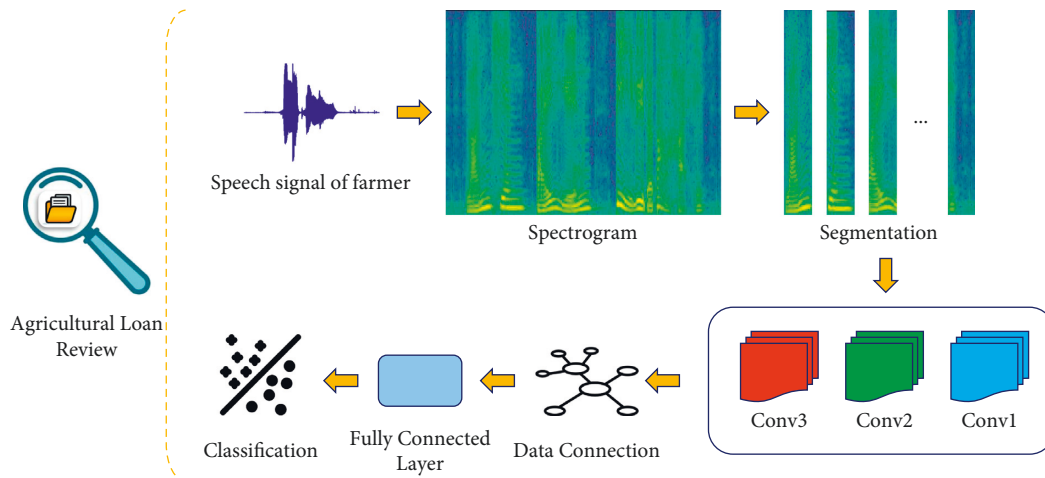 Agricultural Loan
Review
Speech signal of farmer
Spectrogram
...
Segmentation
Conv3
Conv2
Conv1
Data Connection
Fully Connected
Layer
Classification